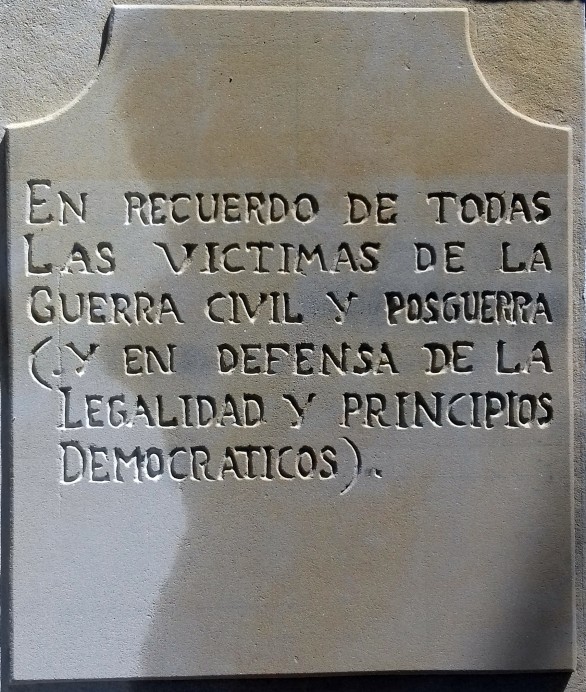 EN RECUERDO DE TODAS
LAS VICTIMAS DE LA
GUERRA CIVIL Y POSGUERRA
(Y EN DEFENSA DE LA
LEGALIDAD Y PRINCIPIOS
DEMOCRATICOS).